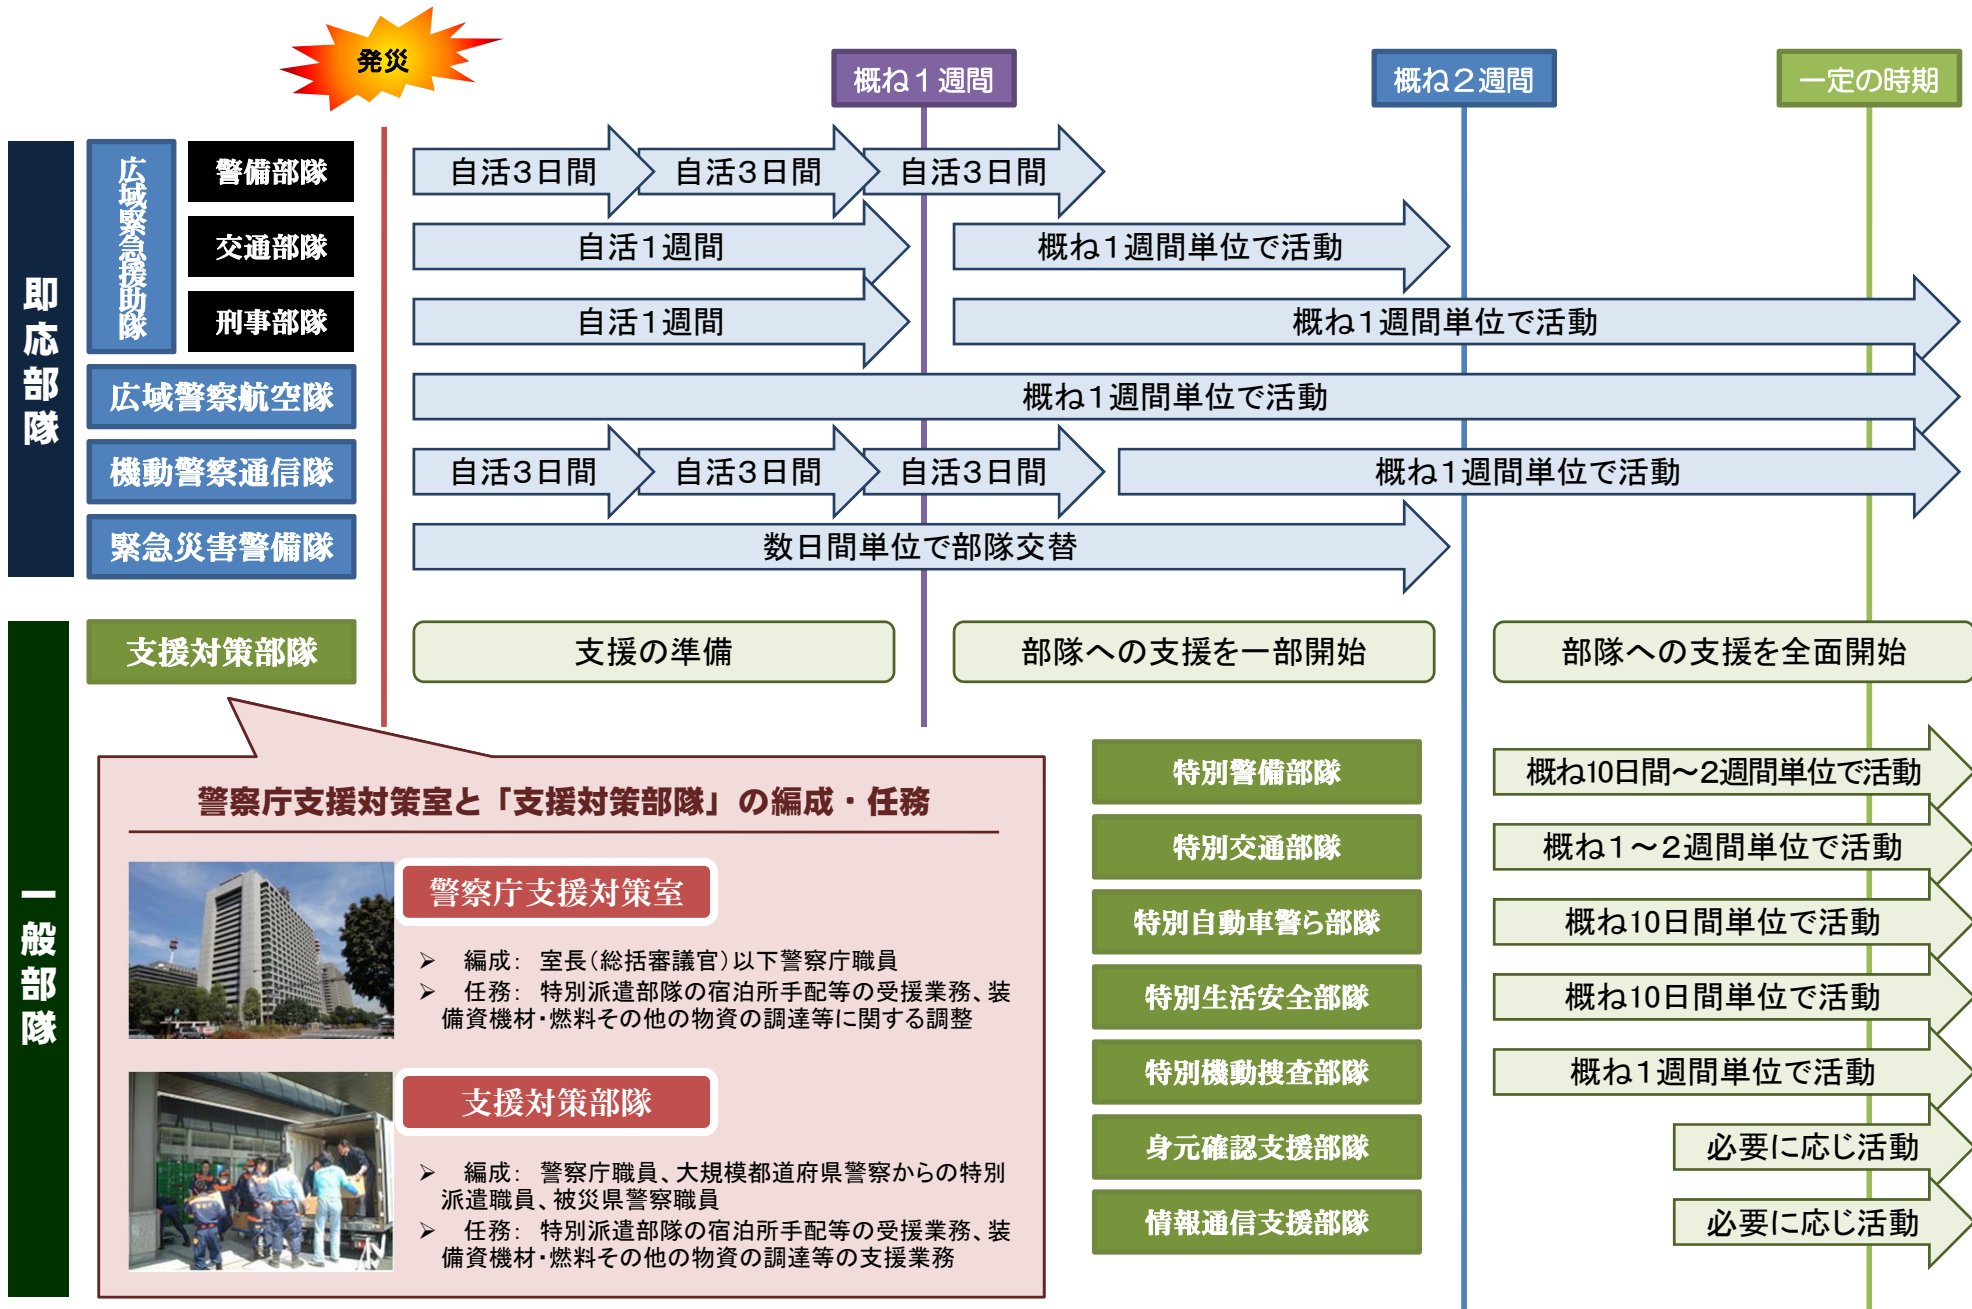 発災
概ね１週間
概ね２週間
一定の時期
即応部隊
広域緊急援助隊
警備部隊
自活3日間
自活3日間
自活3日間
交通部隊
自活1週間
概ね1週間単位で活動
刑事部隊
自活1週間
概ね1週間単位で活動
広域警察航空隊
概ね1週間単位で活動
機動警察通信隊
自活3日間
自活3日間
自活3日間
概ね1週間単位で活動
緊急災害警備隊
数日間単位で部隊交替
一般部隊
支援対策部隊
支援の準備
部隊への支援を一部開始
部隊への支援を全面開始
警察庁支援対策室と「支援対策部隊」の編成・任務
警察庁支援対策室
➢ 編成： 室長（総括審議官）以下警察庁職員
➢ 任務： 特別派遣部隊の宿泊所手配等の受援業務、装
備資機材・燃料その他の物資の調達等に関する調整
支援対策部隊
➢ 編成： 警察庁職員、大規模都道府県警察からの特別
派遣職員、被災県警察職員
➢ 任務： 特別派遣部隊の宿泊所手配等の受援業務、装
備資機材・燃料その他の物資の調達等の支援業務
特別警備部隊
概ね10日間～2週間単位で活動
特別交通部隊
概ね1～2週間単位で活動
特別自動車警ら部隊
概ね10日間単位で活動
特別生活安全部隊
概ね10日間単位で活動
特別機動捜査部隊
概ね1週間単位で活動
身元確認支援部隊
必要に応じ活動
情報通信支援部隊
必要に応じ活動